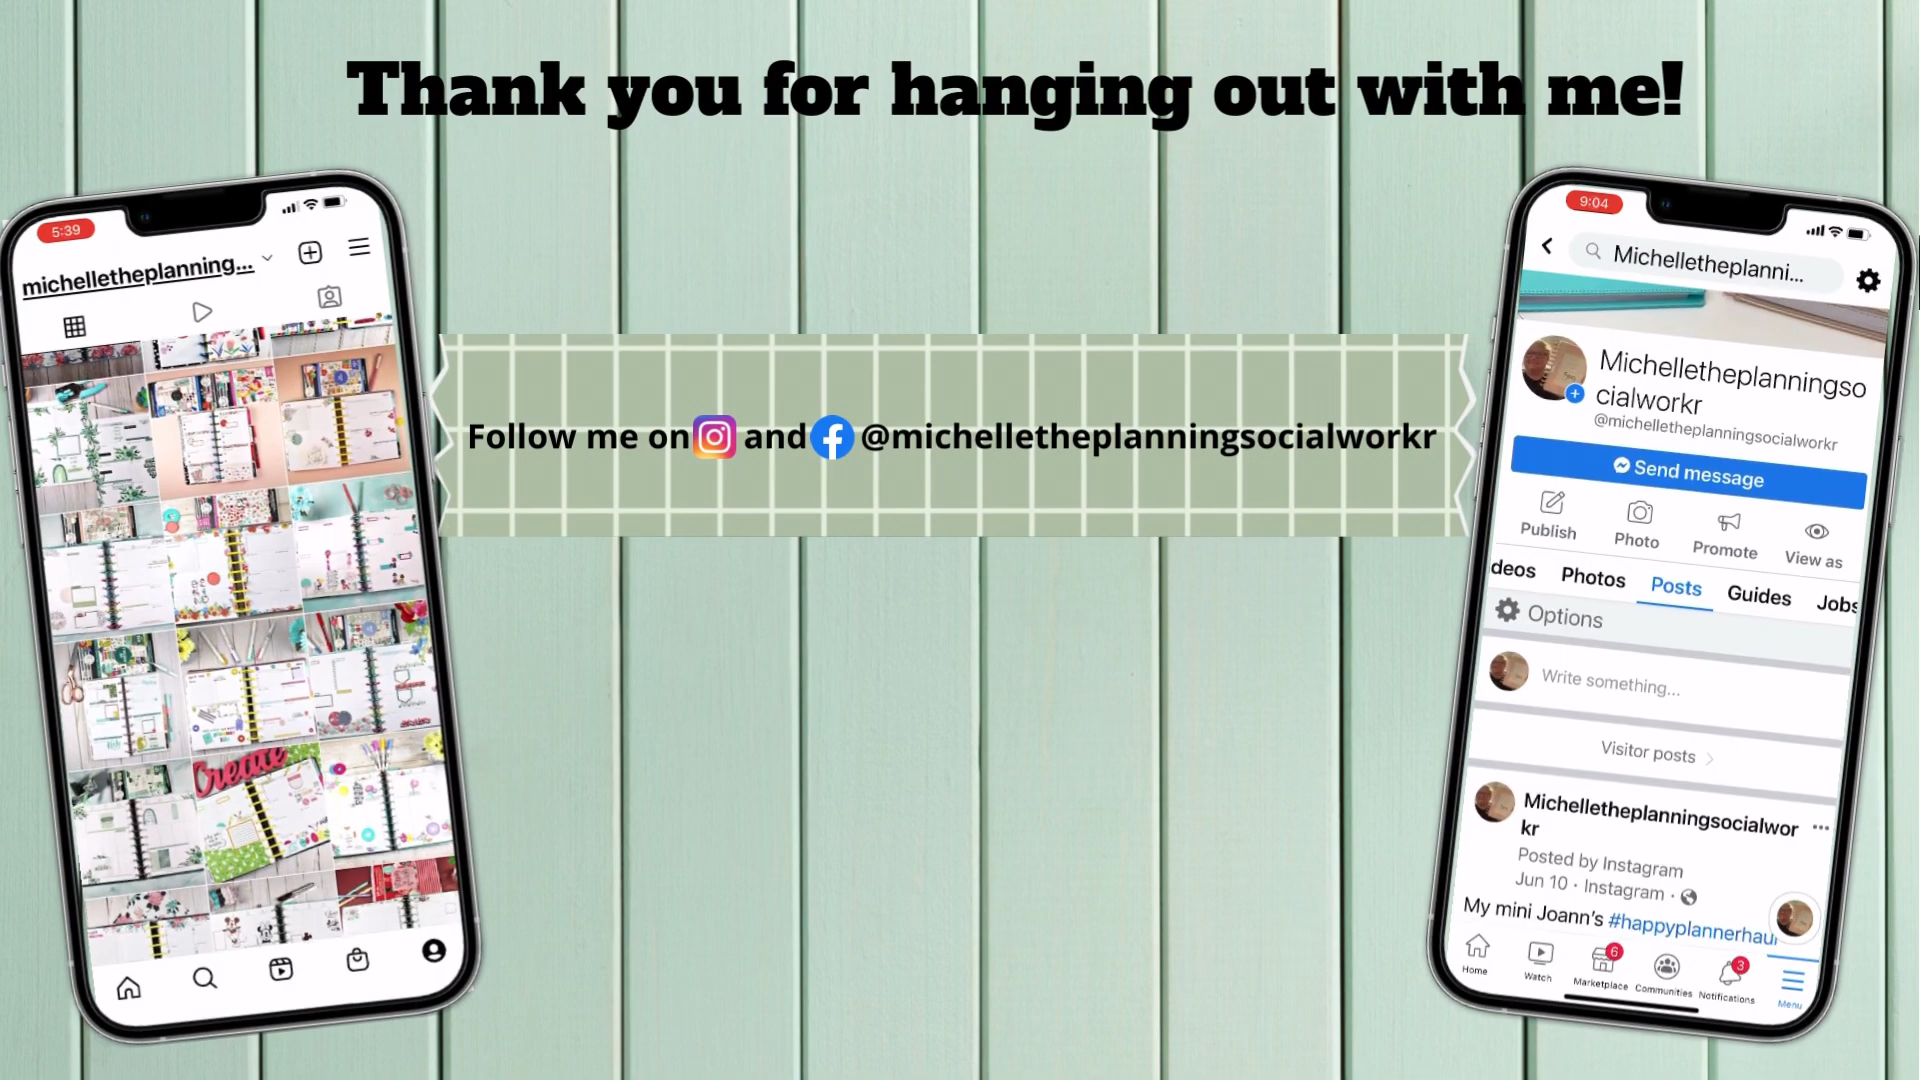 Thank you for hanging out with me!
5:39
michelletheplanning...
Create
Follow me on and @michelletheplanningsocialworkr
9:04
Michelletheplanni...
Michelletheplanningso
cialworkr
@michelletheplanningsocialworkr
Send message
Publish Photo Promote View as
deos Photos Posts Guides Jobs
Options
Write something...
Visitor posts
Michelletheplanningsocialwor
kr
Posted by Instagram
Jun 10 · Instagram ·
My mini Joann's #happyplannerhaul
6 3
Home Watch Marketplace Communities Notifications Menu